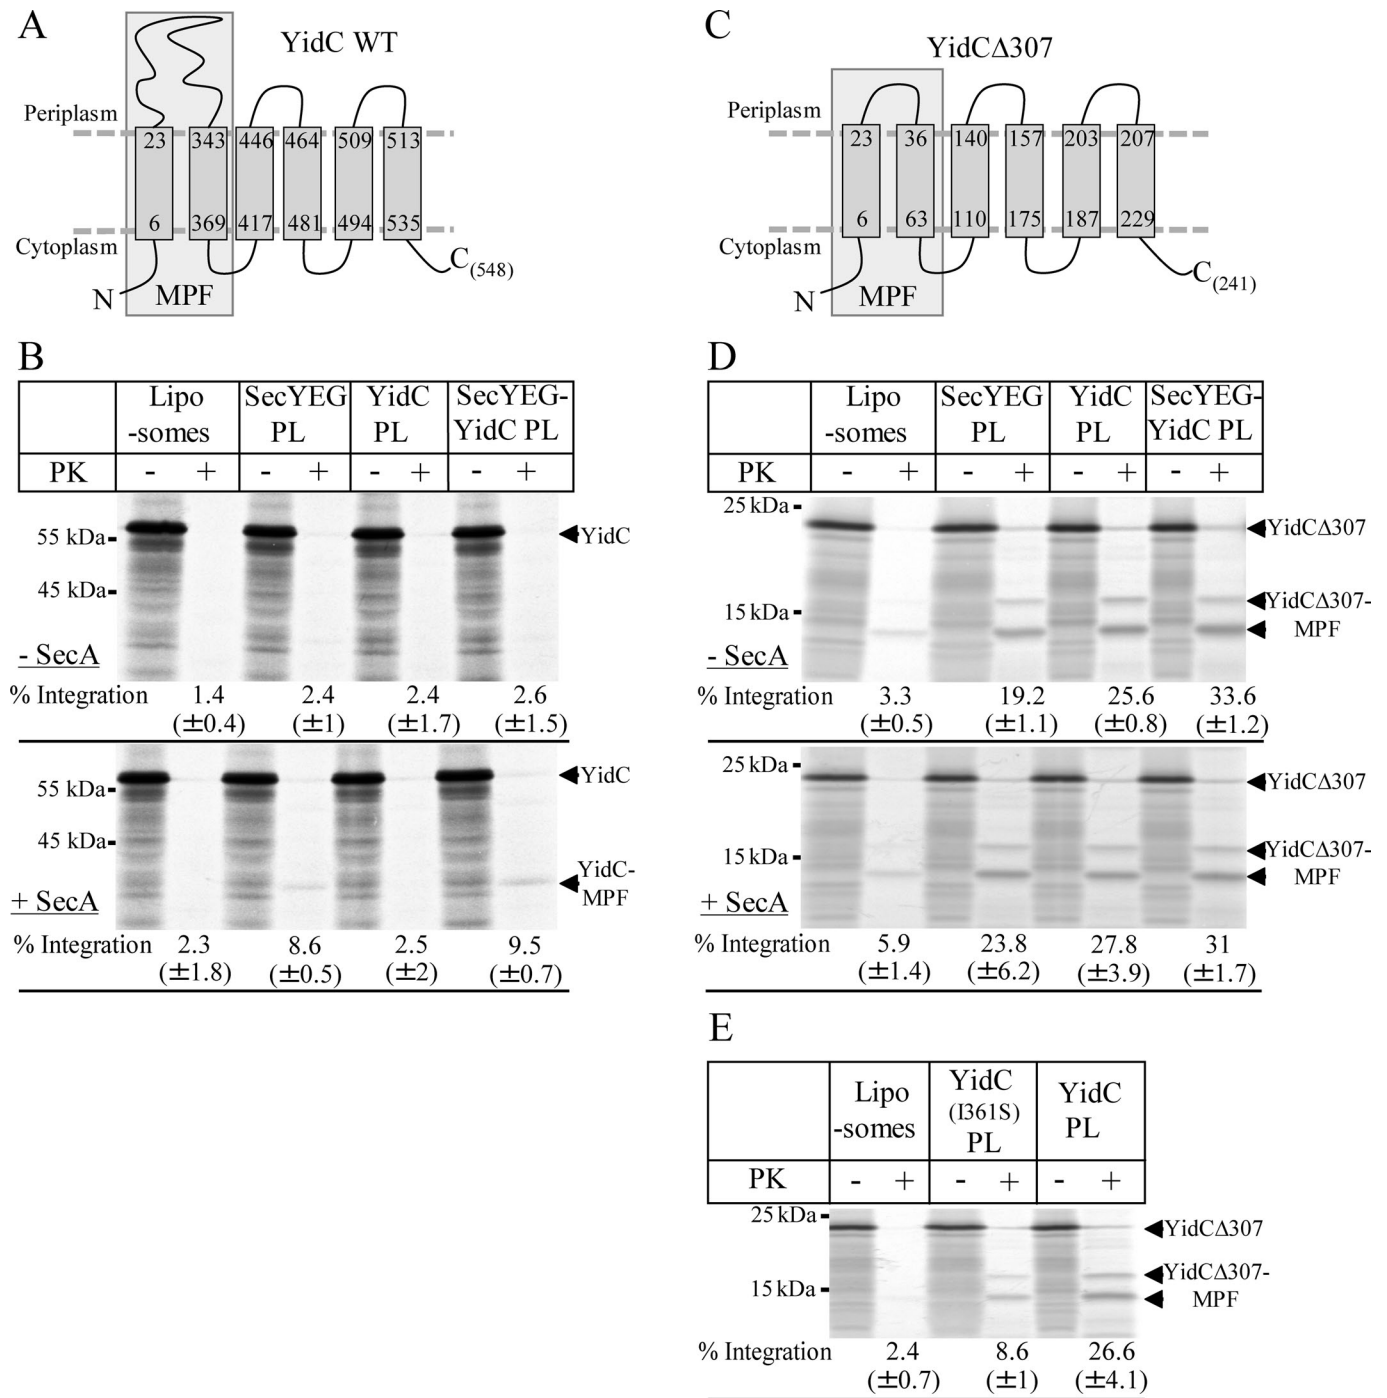 A
YidC WT
Periplasm
23 343 446 464 509 513
6 369 417 481 494 535
Cytoplasm
C(548)
N
MPF
C
YidCΔ307
Periplasm
23 36 140 157 203 207
6 63 110 175 187 229
Cytoplasm
C(241)
N
MPF
B
Lipo SecYEG YidC SecYEG-
-somes PL PL YidC PL
PK - + - + - + - +
YidC
55 kDa
45 kDa
- SecA
% Integration 1.4 2.4 2.4 2.6
(±0.4) (±1) (±1.7) (±1.5)
YidC
55 kDa
45 kDa
YidC-
MPF
+ SecA
% Integration 2.3 8.6 2.5 9.5
(±1.8) (±0.5) (±2) (±0.7)
D
Lipo SecYEG YidC SecYEG-
-somes PL PL YidC PL
PK - + - + - + - +
25 kDa
YidCΔ307
YidCΔ307-
15 kDa
MPF
- SecA
% Integration 3.3 19.2 25.6 33.6
(±0.5) (±1.1) (±0.8) (±1.2)
25 kDa
YidCΔ307
YidCΔ307-
15 kDa
MPF
+ SecA
% Integration 5.9 23.8 27.8 31
(±1.4) (±6.2) (±3.9) (±1.7)
E
Lipo YidC YidC
-somes (I361S) PL
PL
PK - + - + - +
25 kDa
YidCΔ307
YidCΔ307-
15 kDa
MPF
% Integration 2.4 8.6 26.6
(±0.7) (±1) (±4.1)